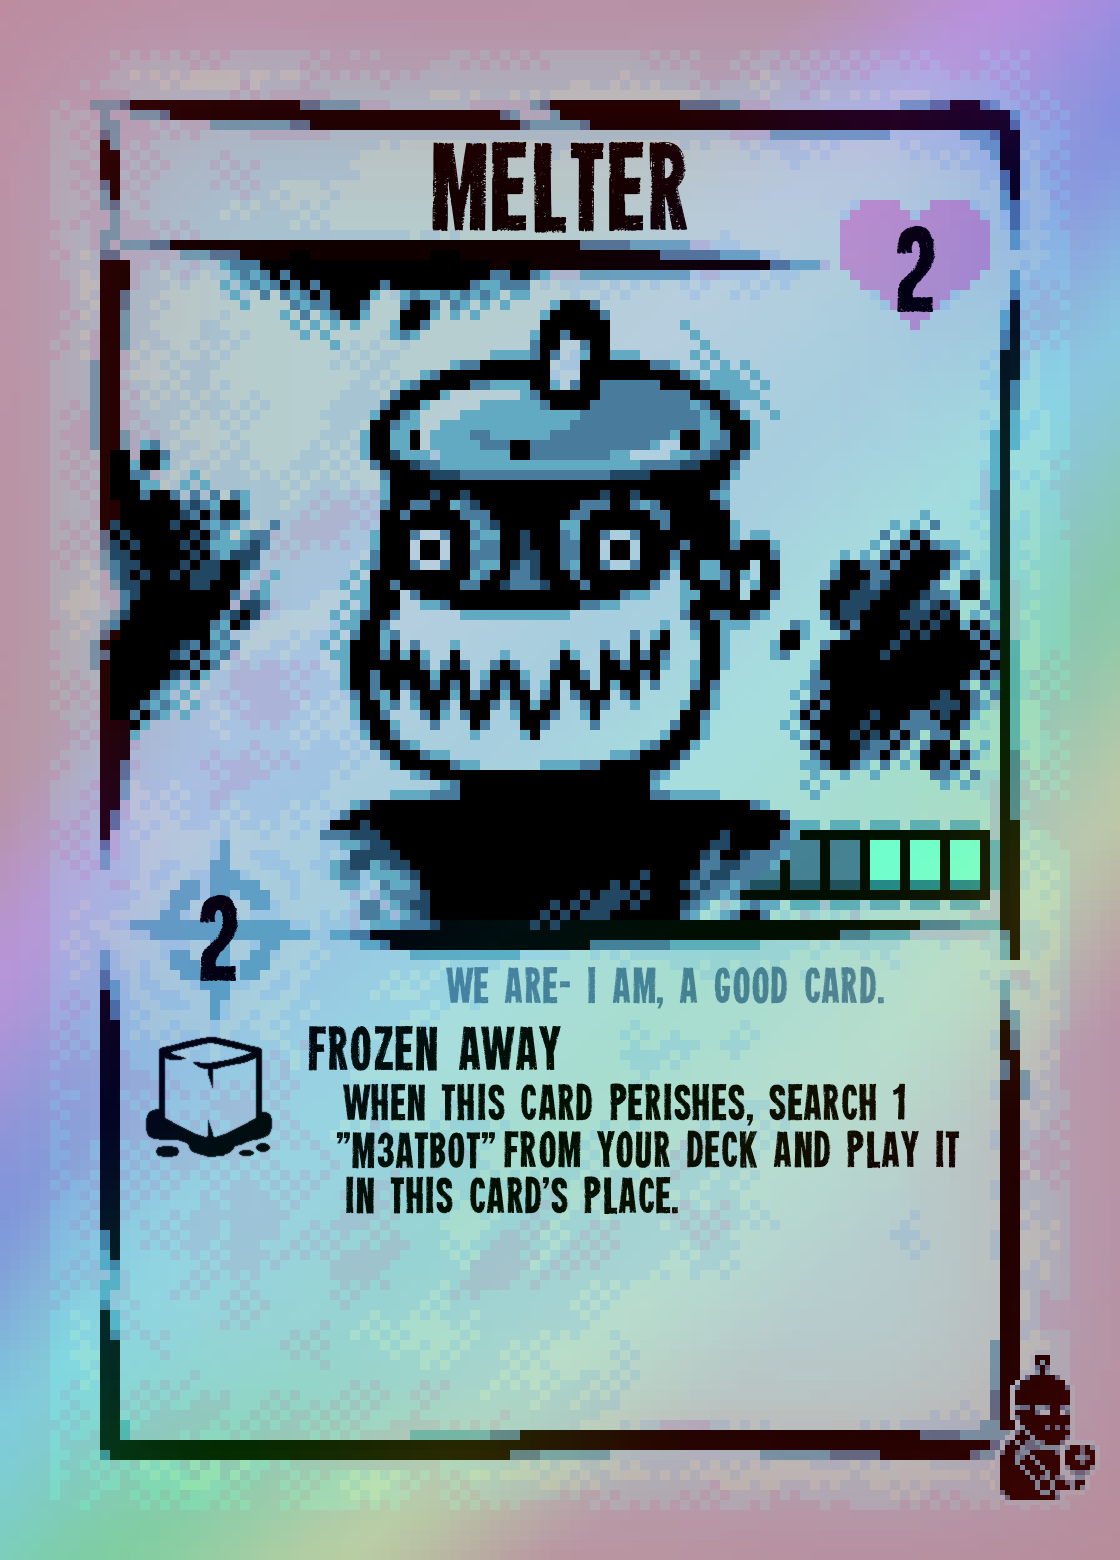 MELTER
2
2
WE ARE- I AM, A GOOD CARD.
FROZEN AWAY
WHEN THIS CARD PERISHES, SEARCH 1
"M3ATBOT" FROM YOUR DECK AND PLAY IT
IN THIS CARD'S PLACE.